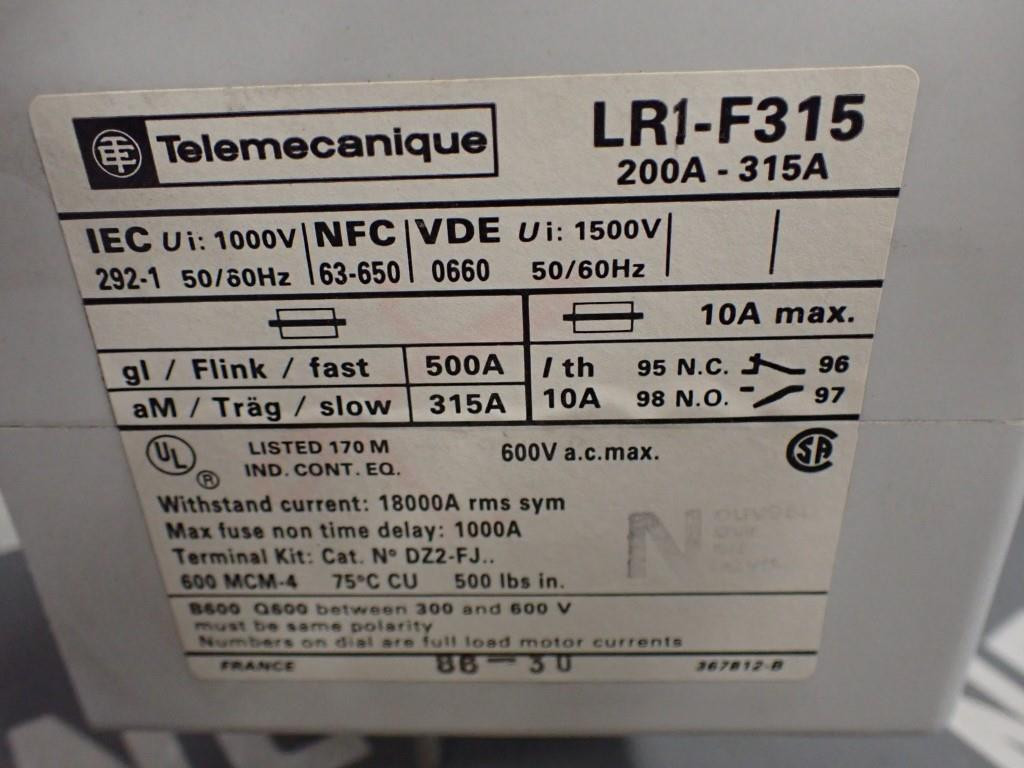 Telemecanique
LR1-F315
200A - 315A
IEC Ui: 1000V
292-1 50/60Hz
NFC
63-650
VDE Ui: 1500V
0660 50/60Hz
10A max.
gl / Flink / fast 500A
aM / Träg / slow 315A
I th 95 N.C. 96
10A 98 N.O. 97
UL ®
LISTED 170 M
IND. CONT. EQ.
600V a.c.max.
SA
Withstand current: 18000A rms sym
Max fuse non time delay: 1000A
Terminal Kit: Cat. N° DZ2-FJ..
600 MCM-4 75°C CU 500 lbs in.
N
B600 Q600 between 300 and 600 V
must be same polarity
Numbers on dial are full load motor currents
FRANCE 86-30 367812-B